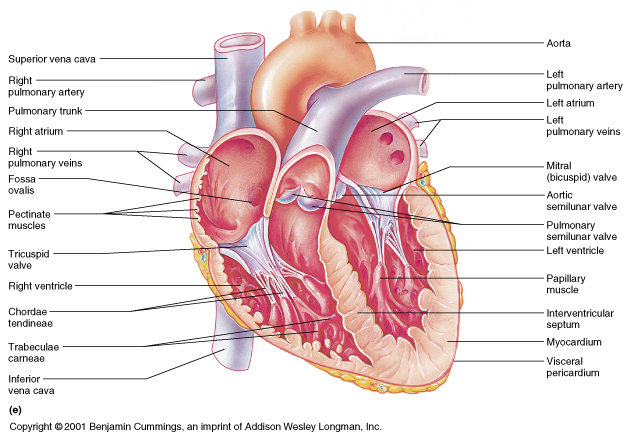 Superior vena cava
Right
pulmonary artery
Pulmonary trunk
Right atrium
Right
pulmonary veins
Fossa
ovalis
Pectinate
muscles
Tricuspid
valve
Right ventricle
Chordae
tendineae
Trabeculae
carneae
Inferior
vena cava
Aorta
Left
pulmonary artery
Left atrium
Left
pulmonary veins
Mitral
(bicuspid) valve
Aortic
semilunar valve
Pulmonary
semilunar valve
Left ventricle
Papillary
muscle
Interventricular
septum
Myocardium
Visceral
pericardium
(e)
Copyright © 2001 Benjamin Cummings, an imprint of Addison Wesley Longman, Inc.